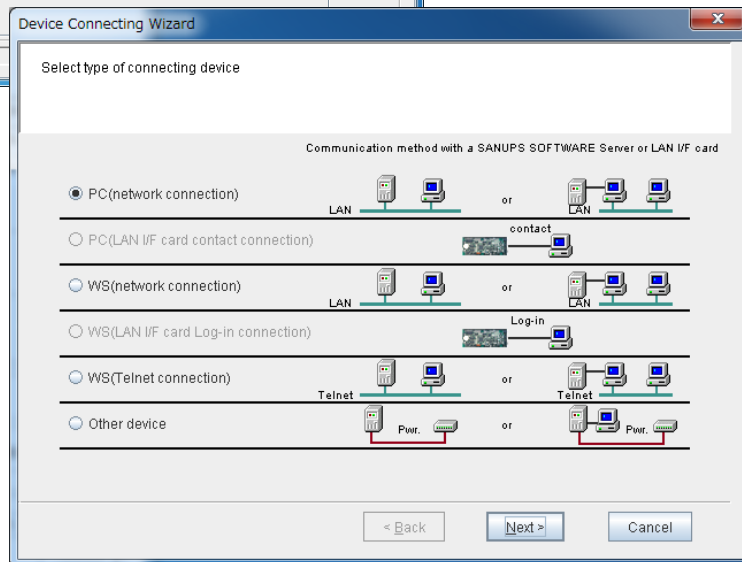 Device Connecting Wizard
x
Select type of connecting device
Communication method with a SANUPS SOFTWARE Server or LAN I/F card
PC(network connection)
LAN
or
LAN
PC(LAN I/F card contact connection)
contact
WS(network connection)
LAN
or
LAN
WS(LAN I/F card Log-in connection)
Log-in
WS(Telnet connection)
Telnet
or
Telnet
Other device
Pwr.
or
Pwr.
< Back
Next >
Cancel